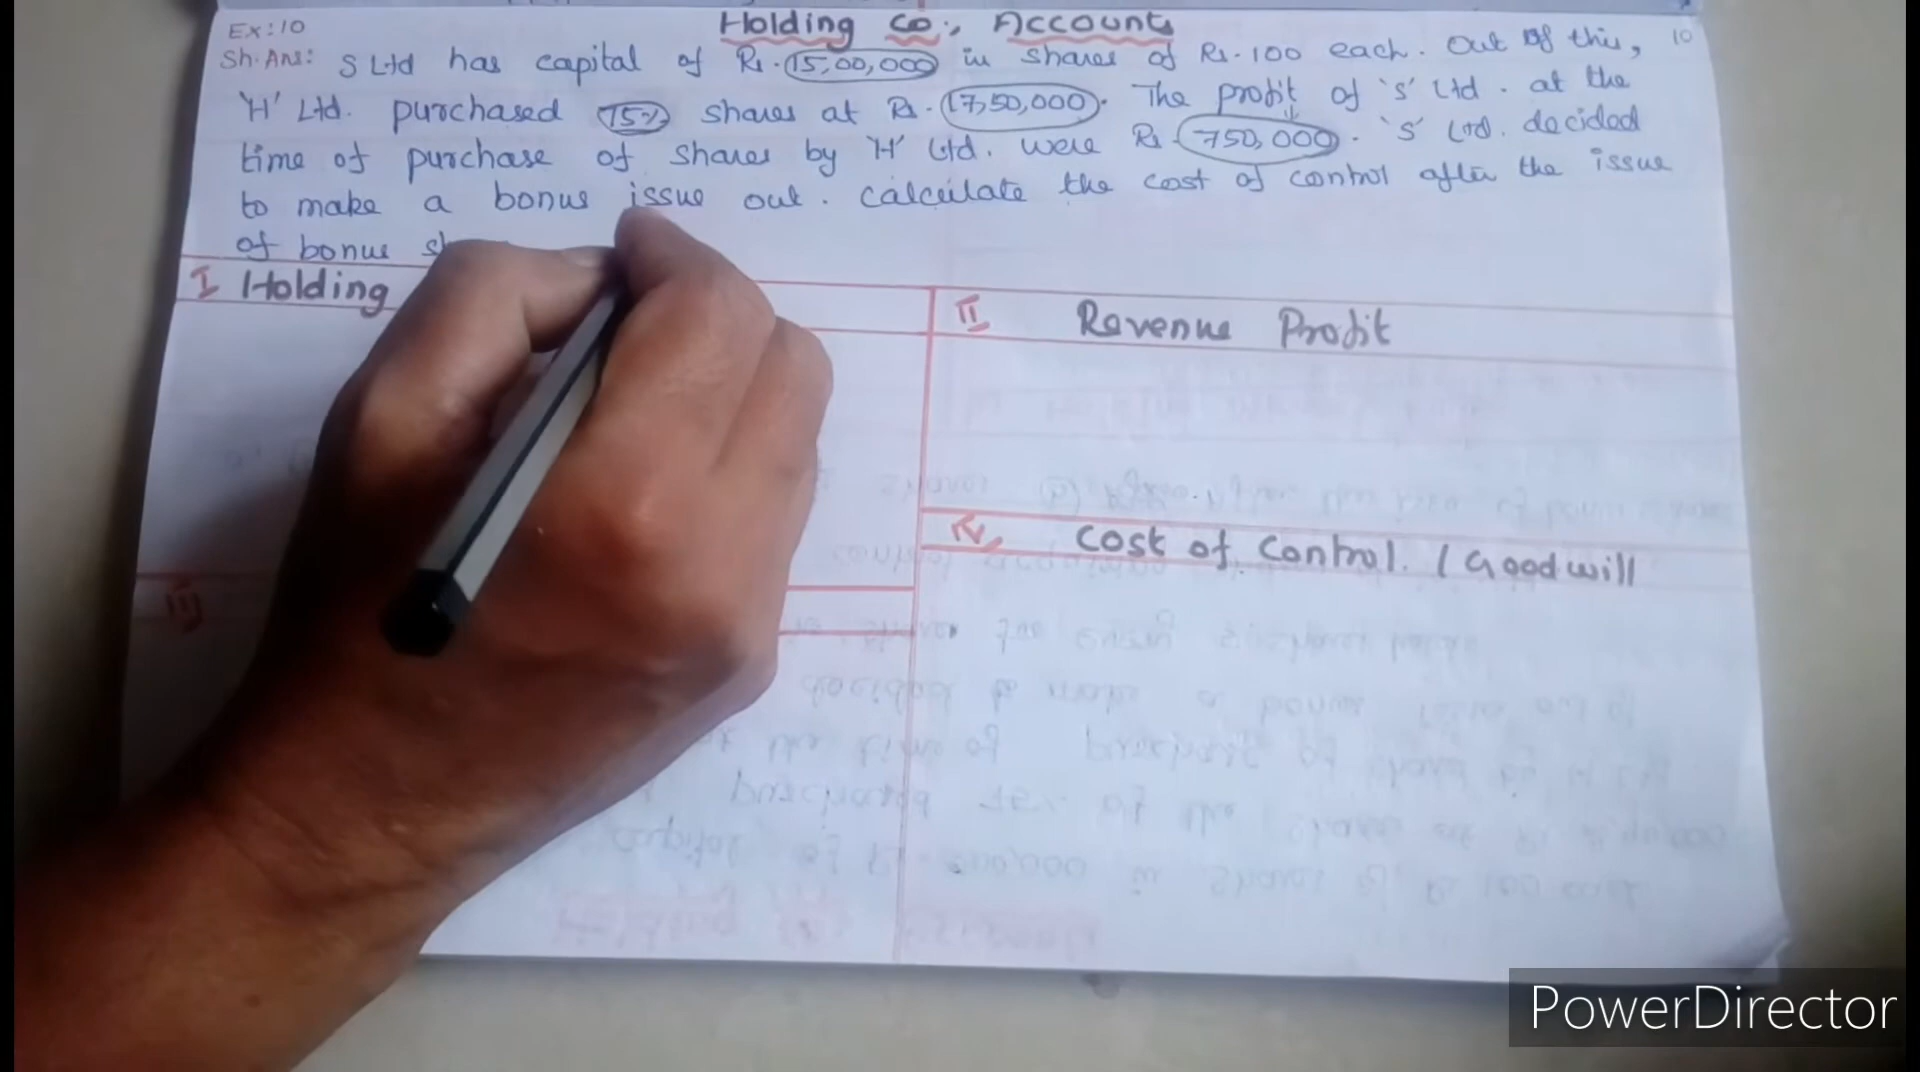 Holding Co:, Accounts
Ex:10
10
Sh.Ans: S Ltd has capital of Rs. 15,00,000 in shares of Rs. 100 each. Out of this,
'H' Ltd. purchased 75% shares at Rs. 17,50,000. The profit of 'S' Ltd. at the
time of purchase of shares by 'H' Ltd. were Rs. 750,000. 'S' Ltd. decided
to make a bonus issue out. calculate the cost of control after the issue
of bonus
I Holding
II Revenue Profit
III
IV Cost of Control. / Goodwill
PowerDirector